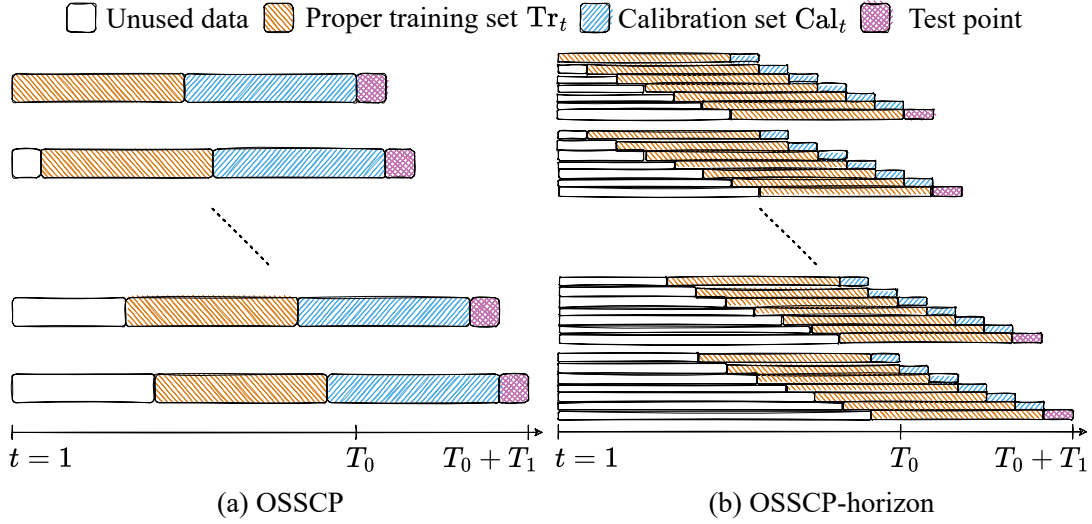 Unused data Proper training set Tr_t Calibration set Cal_t Test point
t = 1 T_0 T_0 + T_1 t = 1 T_0 T_0 + T_1
(a) OSSCP (b) OSSCP-horizon